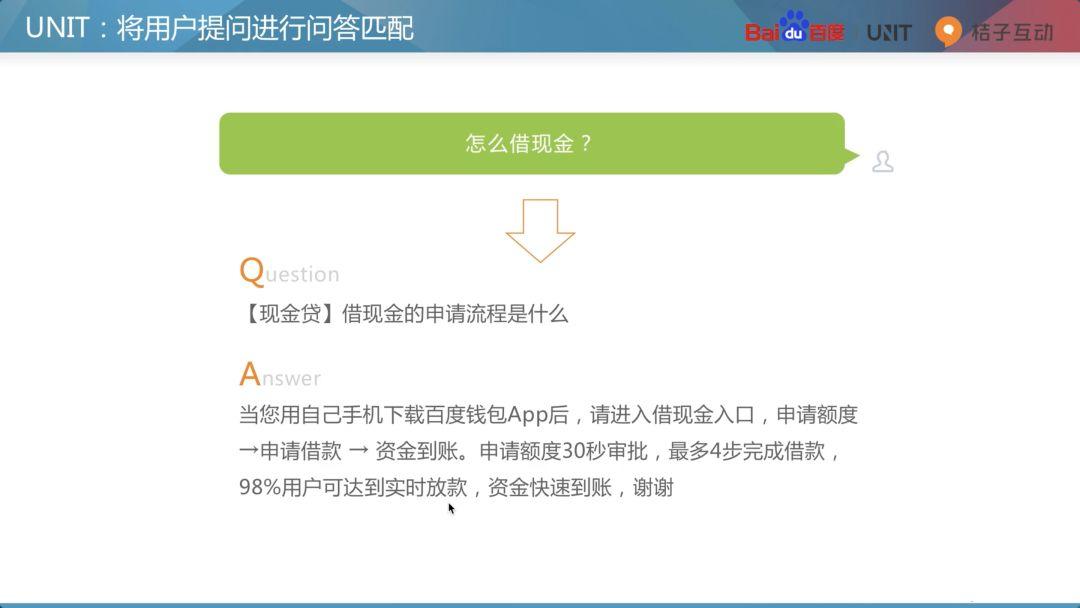 UNIT：将用户提问进行问答匹配
Bai du 百度 UNIT 桔子互动
怎么借现金？
Question
【现金贷】借现金的申请流程是什么
Answer
当您用自己手机下载百度钱包App后，请进入借现金入口，申请额度
→申请借款 → 资金到账。申请额度30秒审批，最多4步完成借款，
98%用户可达到实时放款，资金快速到账，谢谢